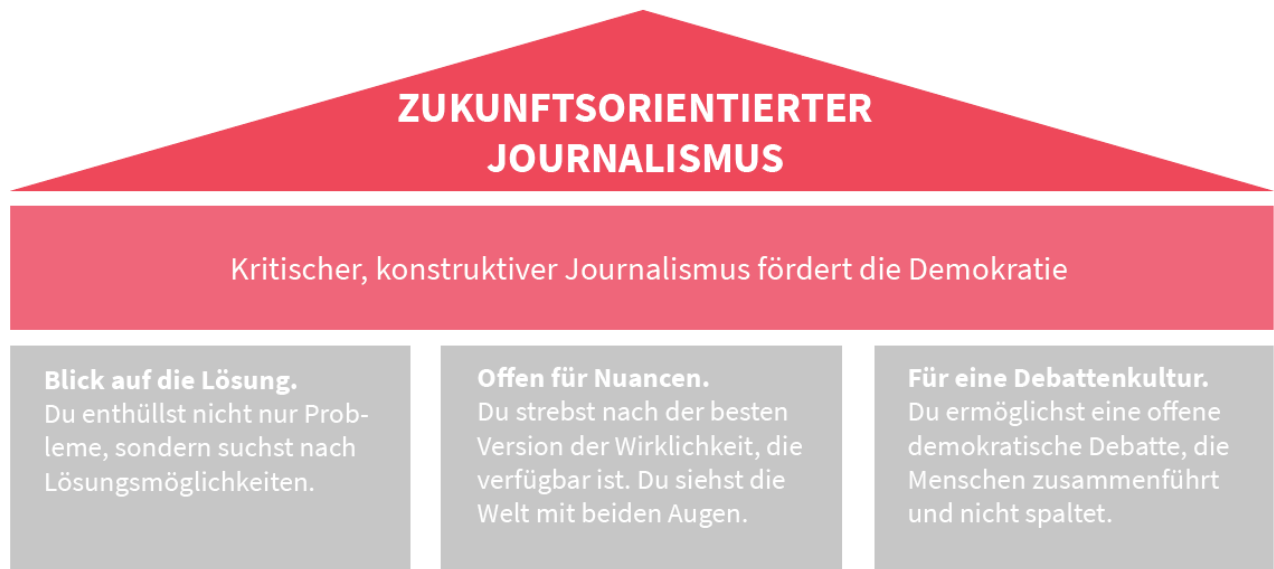 ZUKUNFTSORIENTIERTER
JOURNALISMUS
Kritischer, konstruktiver Journalismus fördert die Demokratie
Blick auf die Lösung.
Du enthüllst nicht nur Prob-
leme, sondern suchst nach
Lösungsmöglichkeiten.
Offen für Nuancen.
Du strebst nach der besten
Version der Wirklichkeit, die
verfügbar ist. Du siehst die
Welt mit beiden Augen.
Für eine Debattenkultur.
Du ermöglichst eine offene
demokratische Debatte, die
Menschen zusammenführt
und nicht spaltet.